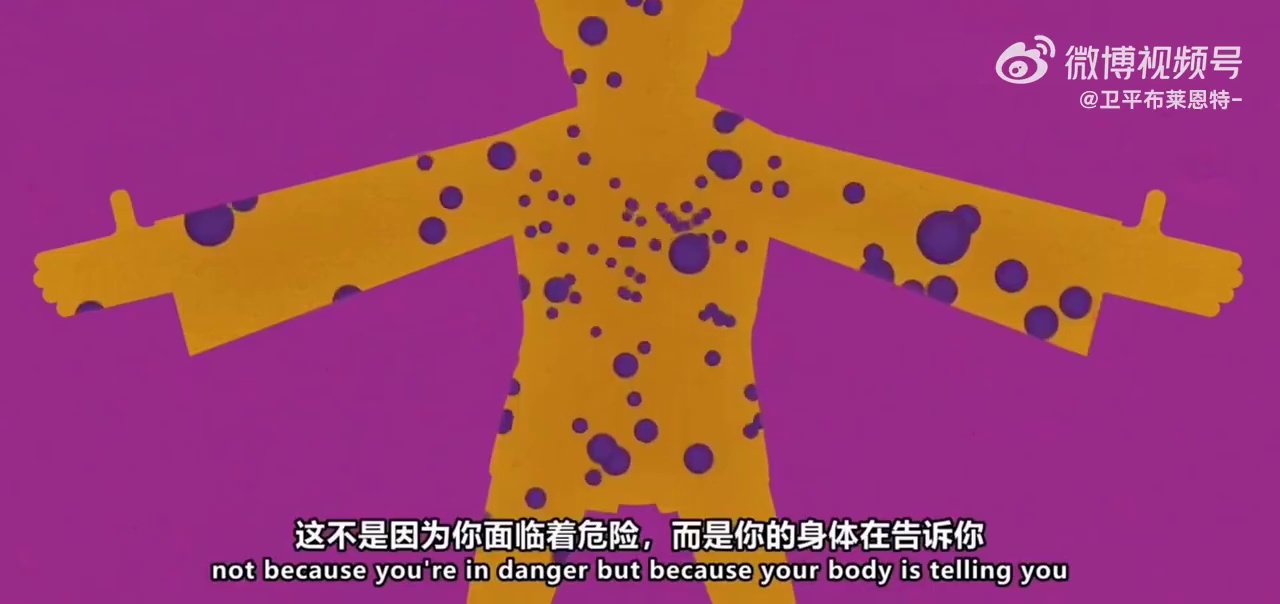 微博视频号
@卫平布莱恩特-
这不是因为你面临着危险，而是你的身体在告诉你
not because you're in danger but because your body is telling you